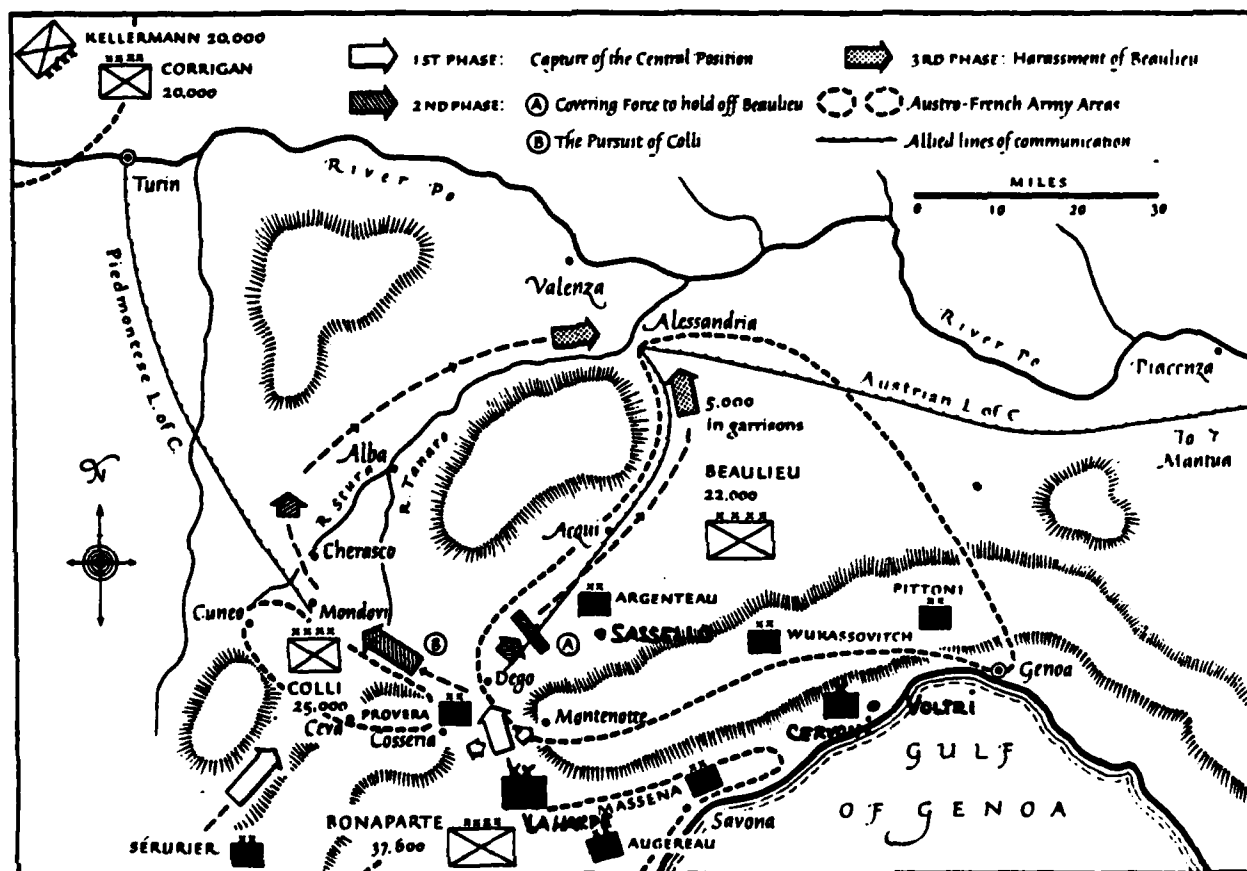 KELLERMANN 20,000
CORRIGAN
20,000
1ST PHASE: Capture of the Central Position
2ND PHASE: A Covering Force to hold off Beaulieu
B The Pursuit of Colli
3RD PHASE: Harassment of Beaulieu
Austro-French Army Areas
Allied lines of communication
MILES
0 10 20 30
Turin
River Po
Valenza
Alessandria
River Po
Piacenza
Piedmontese L. of C.
Austrian L of C
To
Mantua
5.000
in garrisons
BEAULIEU
22.000
Alba
R. Stura
R. Tanaro
Acqui
N
Cherasco
Cuneo
Mondovi
B
A
ARGENTEAU
SASSELLO
PITTONI
WUKASSOVITCH
Genoa
COLLI
25.000
Dego
PROVERA
Ceva
Cosseria
Montenotte
CERVONI
VOLTRI
GULF
OF GENOA
MASSENA
LAHARPE
Savona
BONAPARTE
37.600
AUGEREAU
SÉRURIER